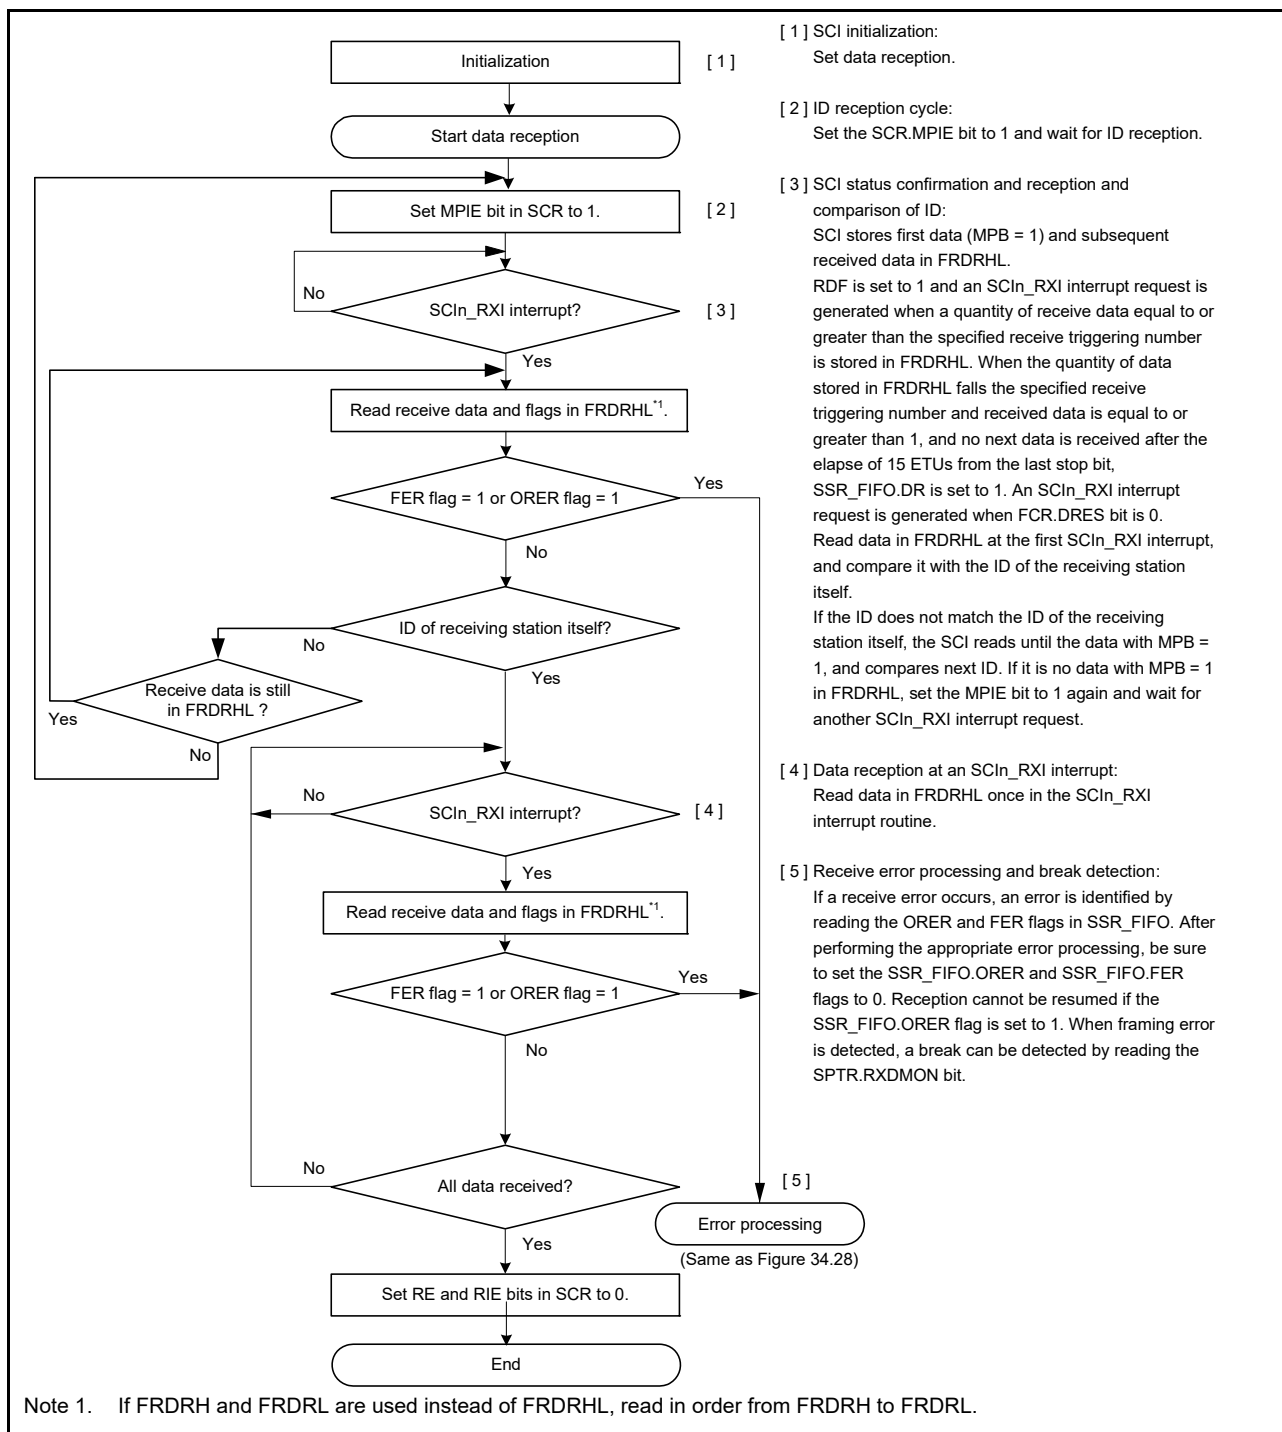 Initialization
[ 1 ]
Start data reception
Set MPIE bit in SCR to 1.
[ 2 ]
No
SCIn_RXI interrupt?
[ 3 ]
Yes
Read receive data and flags in FRDRHL*1.
FER flag = 1 or ORER flag = 1
Yes
No
ID of receiving station itself?
No
Yes
Receive data is still
in FRDRHL ?
Yes
No
No
SCIn_RXI interrupt?
[ 4 ]
Yes
Read receive data and flags in FRDRHL*1.
FER flag = 1 or ORER flag = 1
Yes
No
No
All data received?
[ 5 ]
Error processing
(Same as Figure 34.28)
Yes
Set RE and RIE bits in SCR to 0.
End
[ 1 ] SCI initialization:
Set data reception.
[ 2 ] ID reception cycle:
Set the SCR.MPIE bit to 1 and wait for ID reception.
[ 3 ] SCI status confirmation and reception and
comparison of ID:
SCI stores first data (MPB = 1) and subsequent
received data in FRDRHL.
RDF is set to 1 and an SCIn_RXI interrupt request is
generated when a quantity of receive data equal to or
greater than the specified receive triggering number
is stored in FRDRHL. When the quantity of data
stored in FRDRHL falls the specified receive
triggering number and received data is equal to or
greater than 1, and no next data is received after the
elapse of 15 ETUs from the last stop bit,
SSR_FIFO.DR is set to 1. An SCIn_RXI interrupt
request is generated when FCR.DRES bit is 0.
Read data in FRDRHL at the first SCIn_RXI interrupt,
and compare it with the ID of the receiving station
itself.
If the ID does not match the ID of the receiving
station itself, the SCI reads until the data with MPB =
1, and compares next ID. If it is no data with MPB = 1
in FRDRHL, set the MPIE bit to 1 again and wait for
another SCIn_RXI interrupt request.
[ 4 ] Data reception at an SCIn_RXI interrupt:
Read data in FRDRHL once in the SCIn_RXI
interrupt routine.
[ 5 ] Receive error processing and break detection:
If a receive error occurs, an error is identified by
reading the ORER and FER flags in SSR_FIFO. After
performing the appropriate error processing, be sure
to set the SSR_FIFO.ORER and SSR_FIFO.FER
flags to 0. Reception cannot be resumed if the
SSR_FIFO.ORER flag is set to 1. When framing error
is detected, a break can be detected by reading the
SPTR.RXDMON bit.
Note 1. If FRDRH and FRDRL are used instead of FRDRHL, read in order from FRDRH to FRDRL.